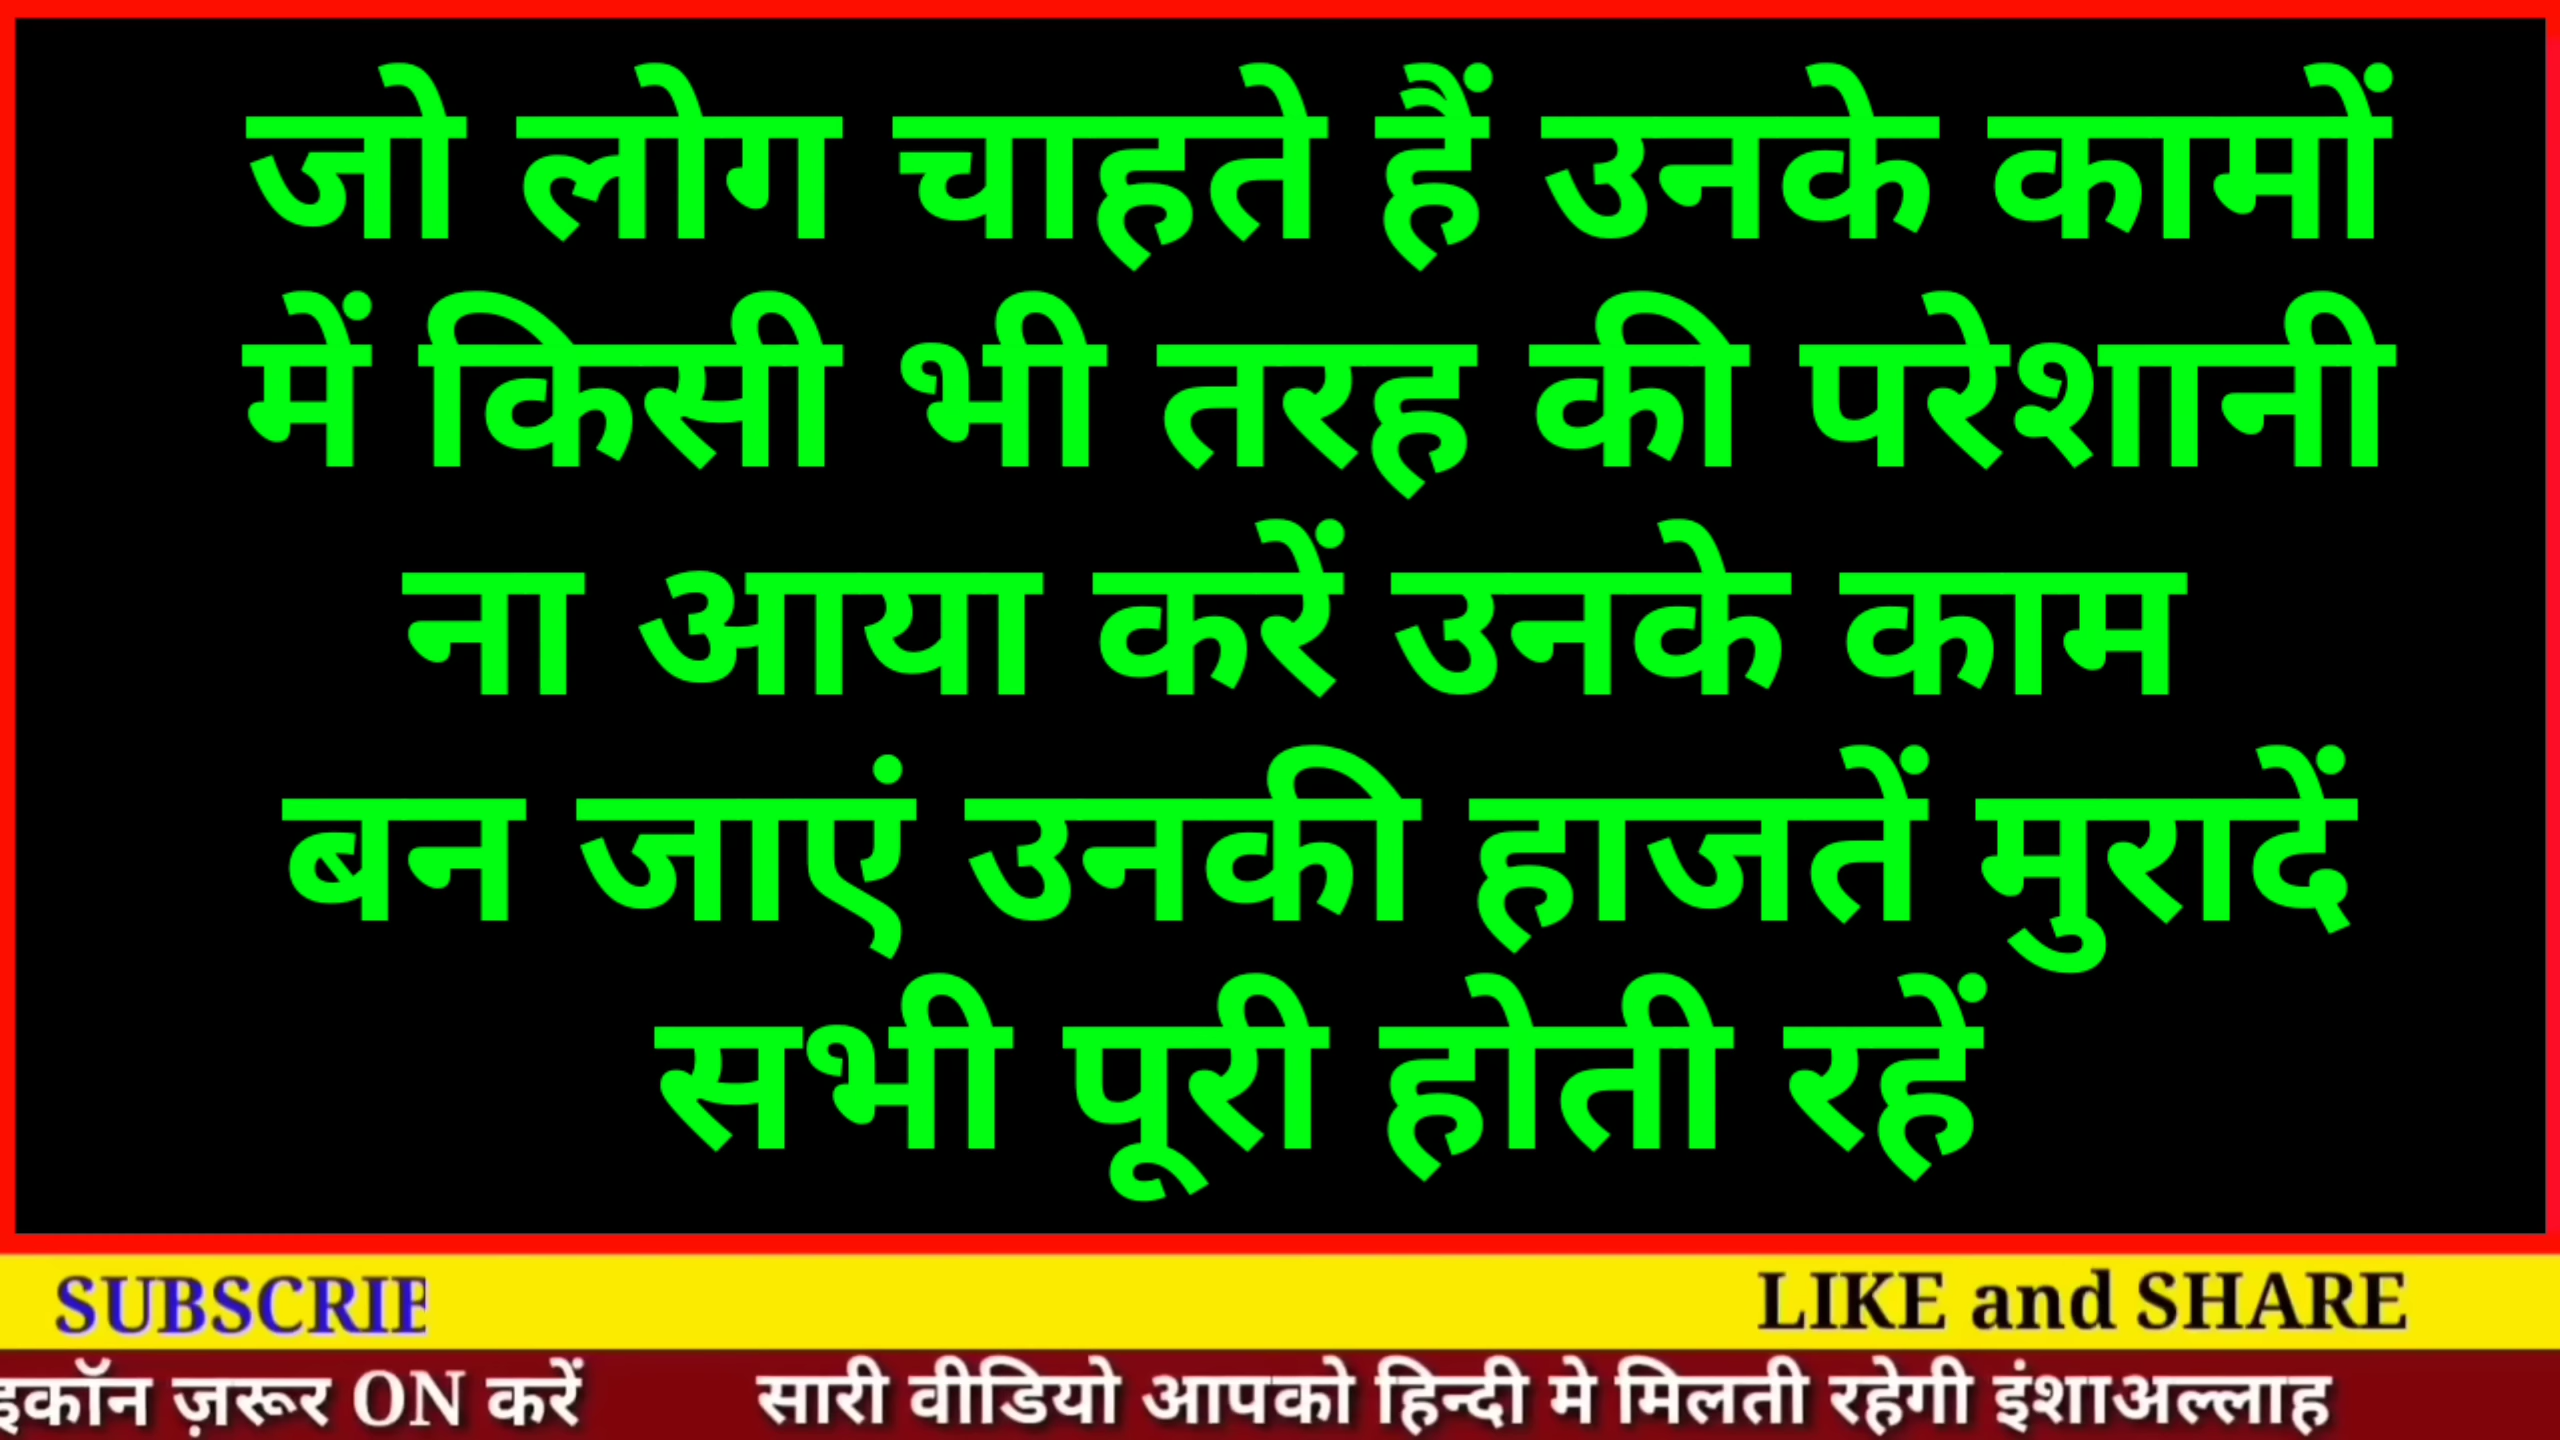 जो लोग चाहते हैं उनके कामों
में किसी भी तरह की परेशानी
ना आया करें उनके काम
बन जाएं उनकी हाजतें मुरादें
सभी पूरी होती रहें
SUBSCRIB LIKE and SHARE
इकॉन ज़रूर ON करें सारी वीडियो आपको हिन्दी मे मिलती रहेगी इंशाअल्लाह